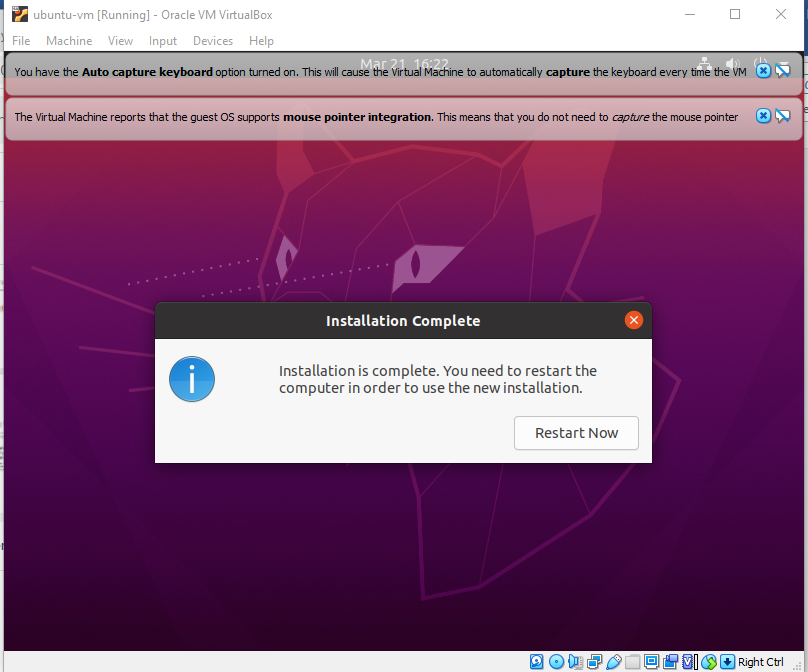 ubuntu-vm [Running] - Oracle VM VirtualBox
File Machine View Input Devices Help
Mar 21 16:22
You have the Auto capture keyboard option turned on. This will cause the Virtual Machine to automatically capture the keyboard every time the VM
The Virtual Machine reports that the guest OS supports mouse pointer integration. This means that you do not need to capture the mouse pointer
Installation Complete
Installation is complete. You need to restart the
computer in order to use the new installation.
Restart Now
Right Ctrl